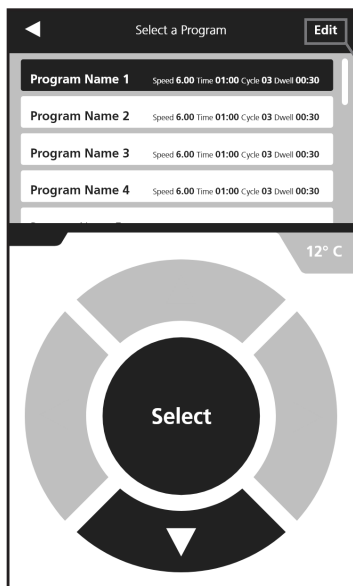 Select a Program
Edit
Program Name 1 Speed 6.00 Time 01:00 Cycle 03 Dwell 00:30
Program Name 2 Speed 6.00 Time 01:00 Cycle 03 Dwell 00:30
Program Name 3 Speed 6.00 Time 01:00 Cycle 03 Dwell 00:30
Program Name 4 Speed 6.00 Time 01:00 Cycle 03 Dwell 00:30
12° C
Select